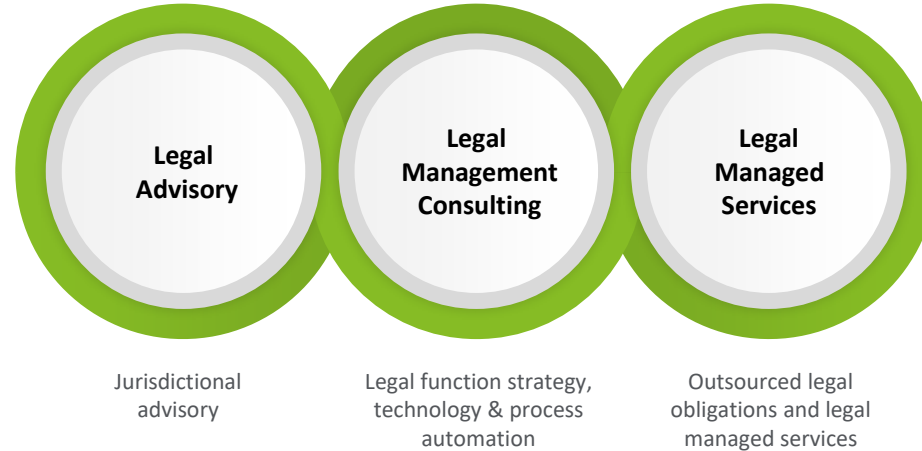 Legal
Advisory
Legal
Management
Consulting
Legal
Managed
Services
Jurisdictional
advisory
Legal function strategy,
technology & process
automation
Outsourced legal
obligations and legal
managed services